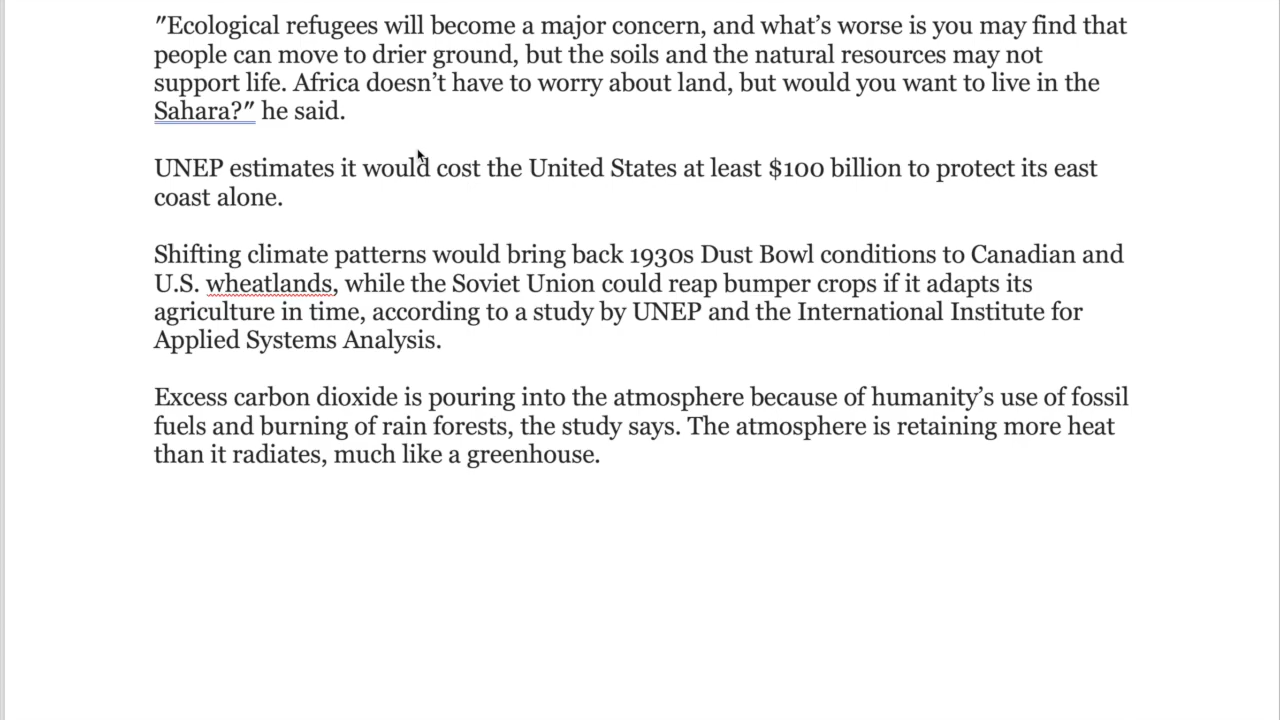 "Ecological refugees will become a major concern, and what’s worse is you may find that
people can move to drier ground, but the soils and the natural resources may not
support life. Africa doesn’t have to worry about land, but would you want to live in the
Sahara?" he said.
UNEP estimates it would cost the United States at least $100 billion to protect its east
coast alone.
Shifting climate patterns would bring back 1930s Dust Bowl conditions to Canadian and
U.S. wheatlands, while the Soviet Union could reap bumper crops if it adapts its
agriculture in time, according to a study by UNEP and the International Institute for
Applied Systems Analysis.
Excess carbon dioxide is pouring into the atmosphere because of humanity’s use of fossil
fuels and burning of rain forests, the study says. The atmosphere is retaining more heat
than it radiates, much like a greenhouse.